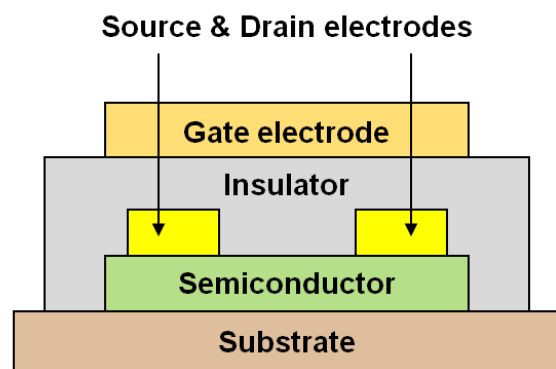 Source & Drain electrodes
Gate electrode
Insulator
Semiconductor
Substrate